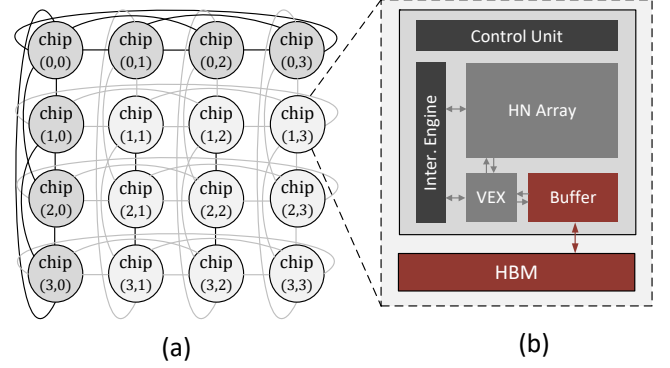 chip chip chip chip
(0,0) (0,1) (0,2) (0,3)
chip chip chip chip
(1,0) (1,1) (1,2) (1,3)
chip chip chip chip
(2,0) (2,1) (2,2) (2,3)
chip chip chip chip
(3,0) (3,1) (3,2) (3,3)
(a)
Control Unit
Inter. Engine
HN Array
VEX
Buffer
HBM
(b)